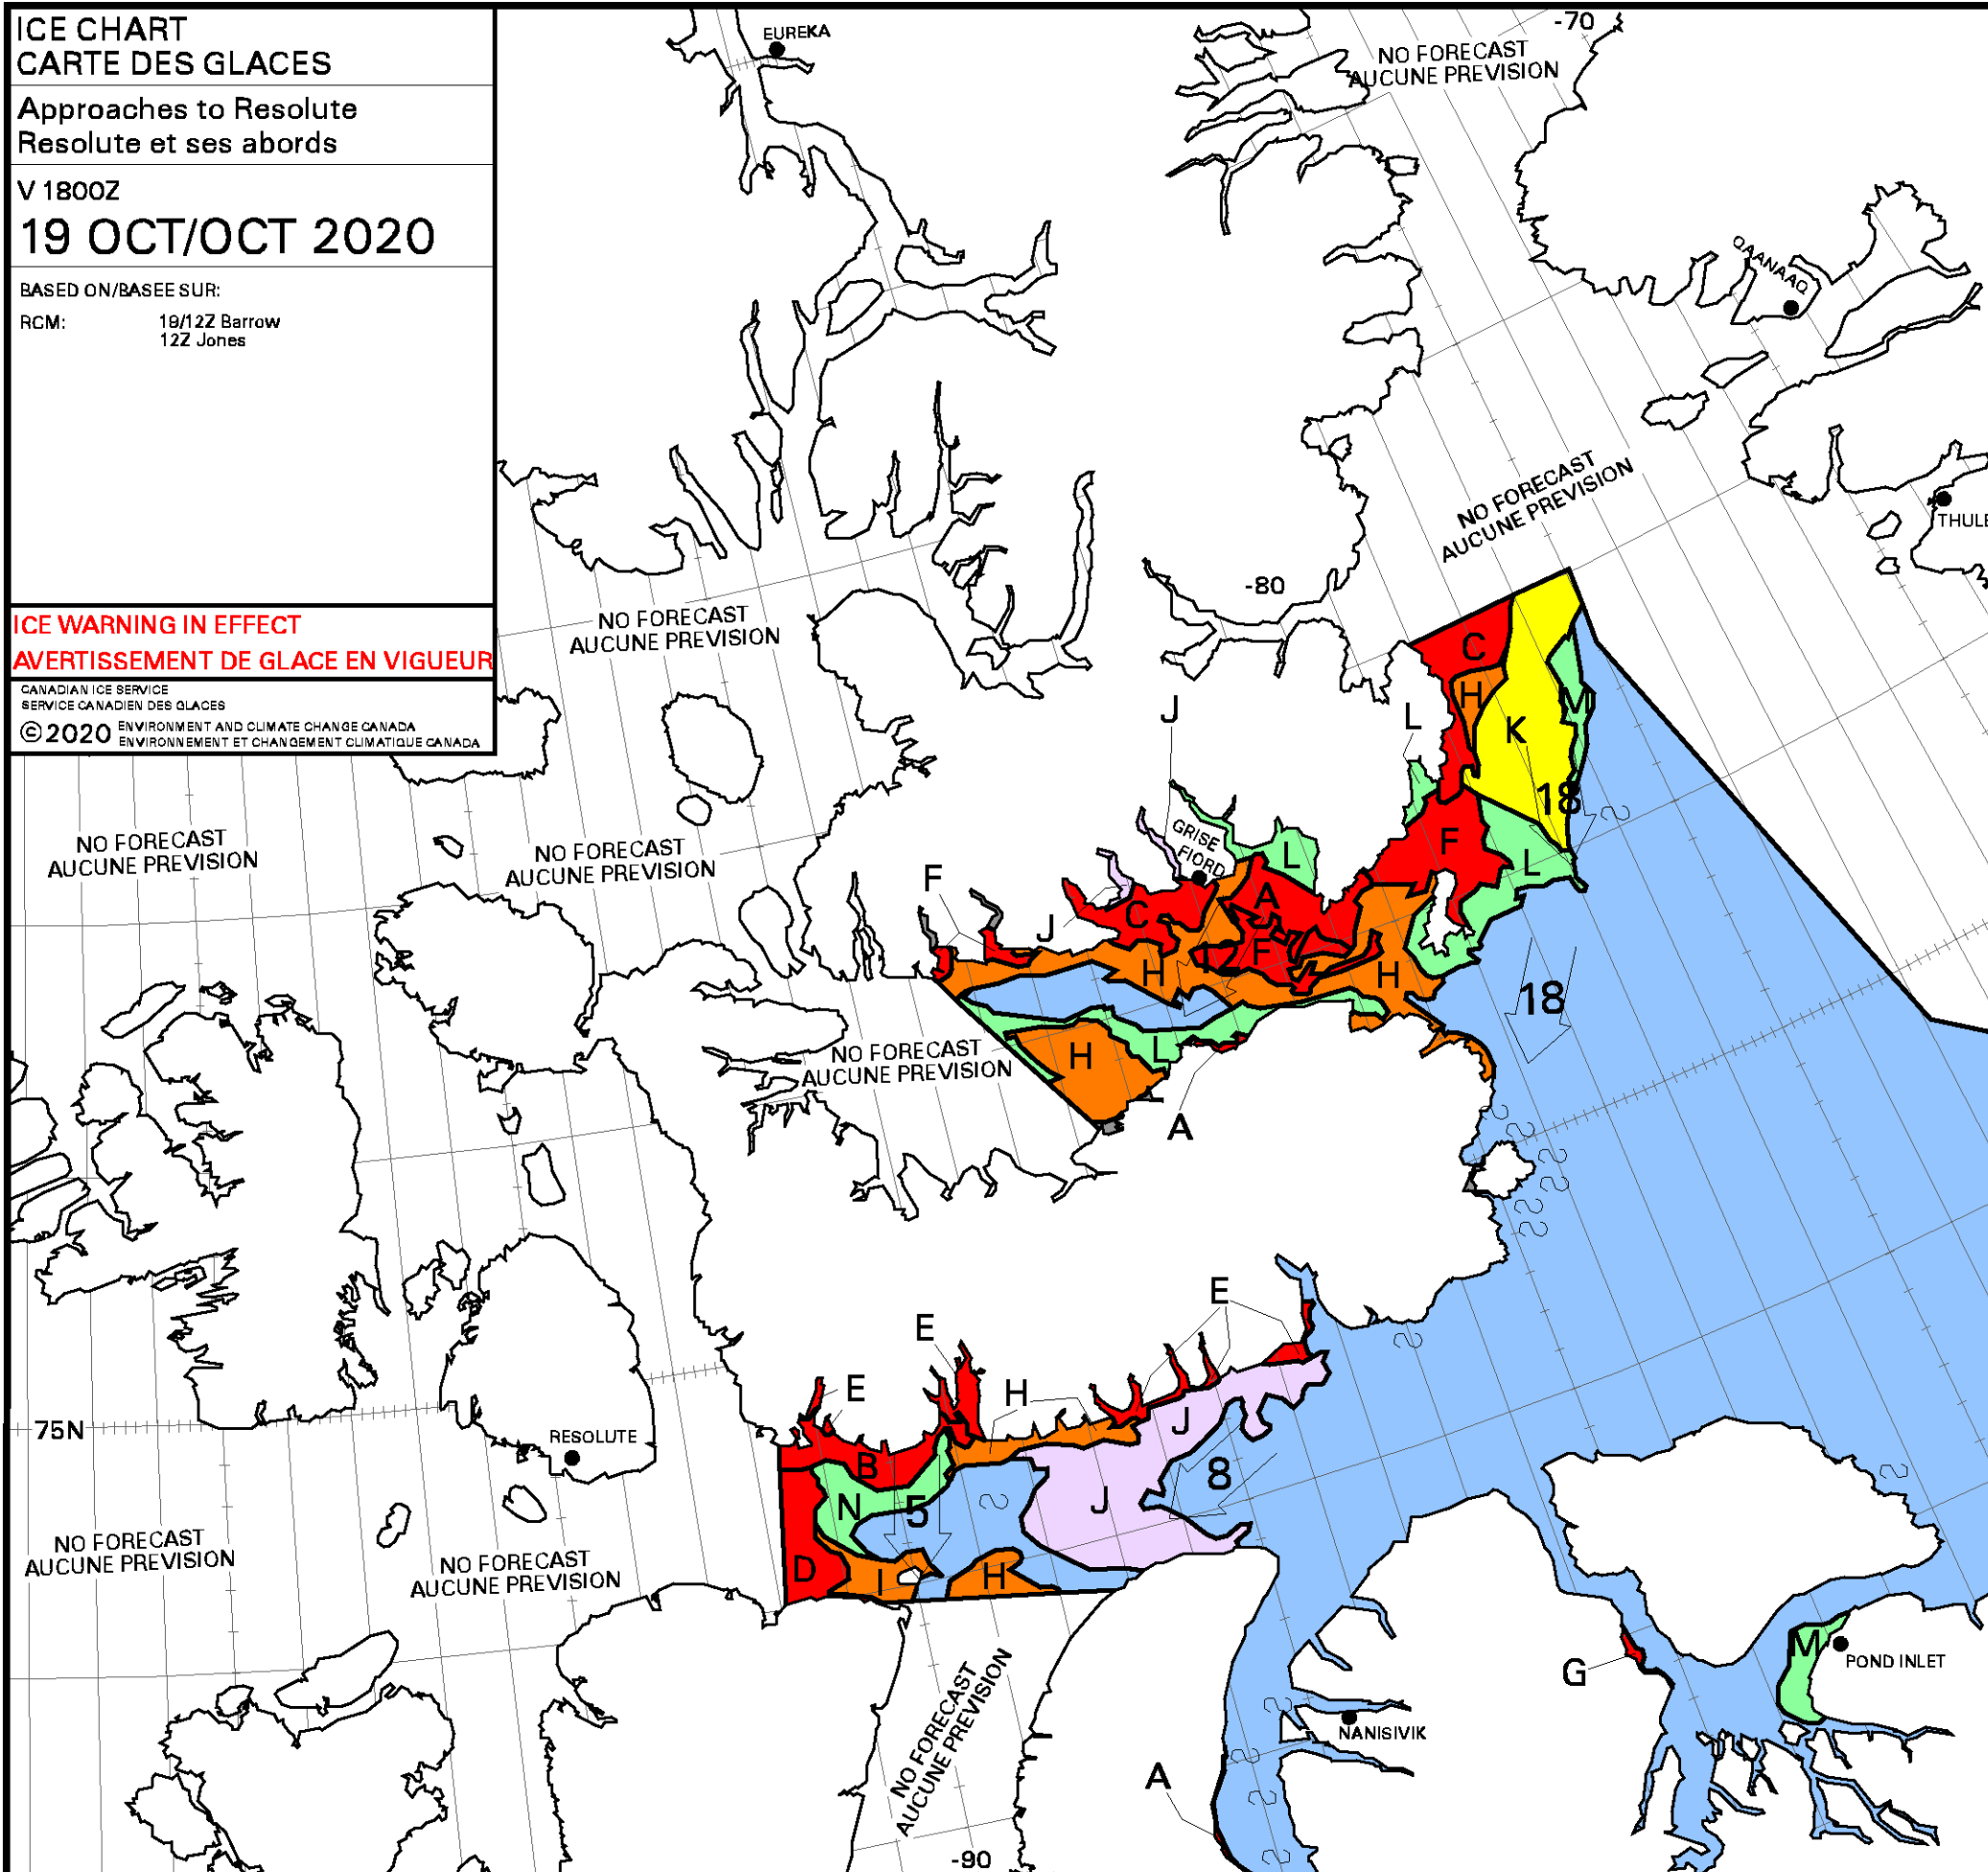 ICE CHART
CARTE DES GLACES
Approaches to Resolute
Resolute et ses abords
V 1800Z
19 OCT/OCT 2020
BASED ON/BASEE SUR:
RCM: 19/12Z Barrow
12Z Jones
ICE WARNING IN EFFECT
AVERTISSEMENT DE GLACE EN VIGUEUR
CANADIAN ICE SERVICE
SERVICE CANADIEN DES GLACES
©2020 ENVIRONMENT AND CLIMATE CHANGE CANADA
ENVIRONNEMENT ET CHANGEMENT CLIMATIQUE CANADA
EUREKA
-70
NO FORECAST
AUCUNE PREVISION
QAANAAQ
NO FORECAST
AUCUNE PREVISION
THULE
-80
NO FORECAST
AUCUNE PREVISION
C
H
M
J
L
K
18
NO FORECAST
AUCUNE PREVISION
NO FORECAST
AUCUNE PREVISION
GRISE
FIORD
F
L
L
F
A
C
J
12
F
H
H
18
NO FORECAST
AUCUNE PREVISION
H
L
A
E
E
E
H
J
75N
RESOLUTE
B
8
N
5
J
NO FORECAST
AUCUNE PREVISION
NO FORECAST
AUCUNE PREVISION
D
I
H
M
POND INLET
G
NO FORECAST
AUCUNE PREVISION
NANISIVIK
A
-90